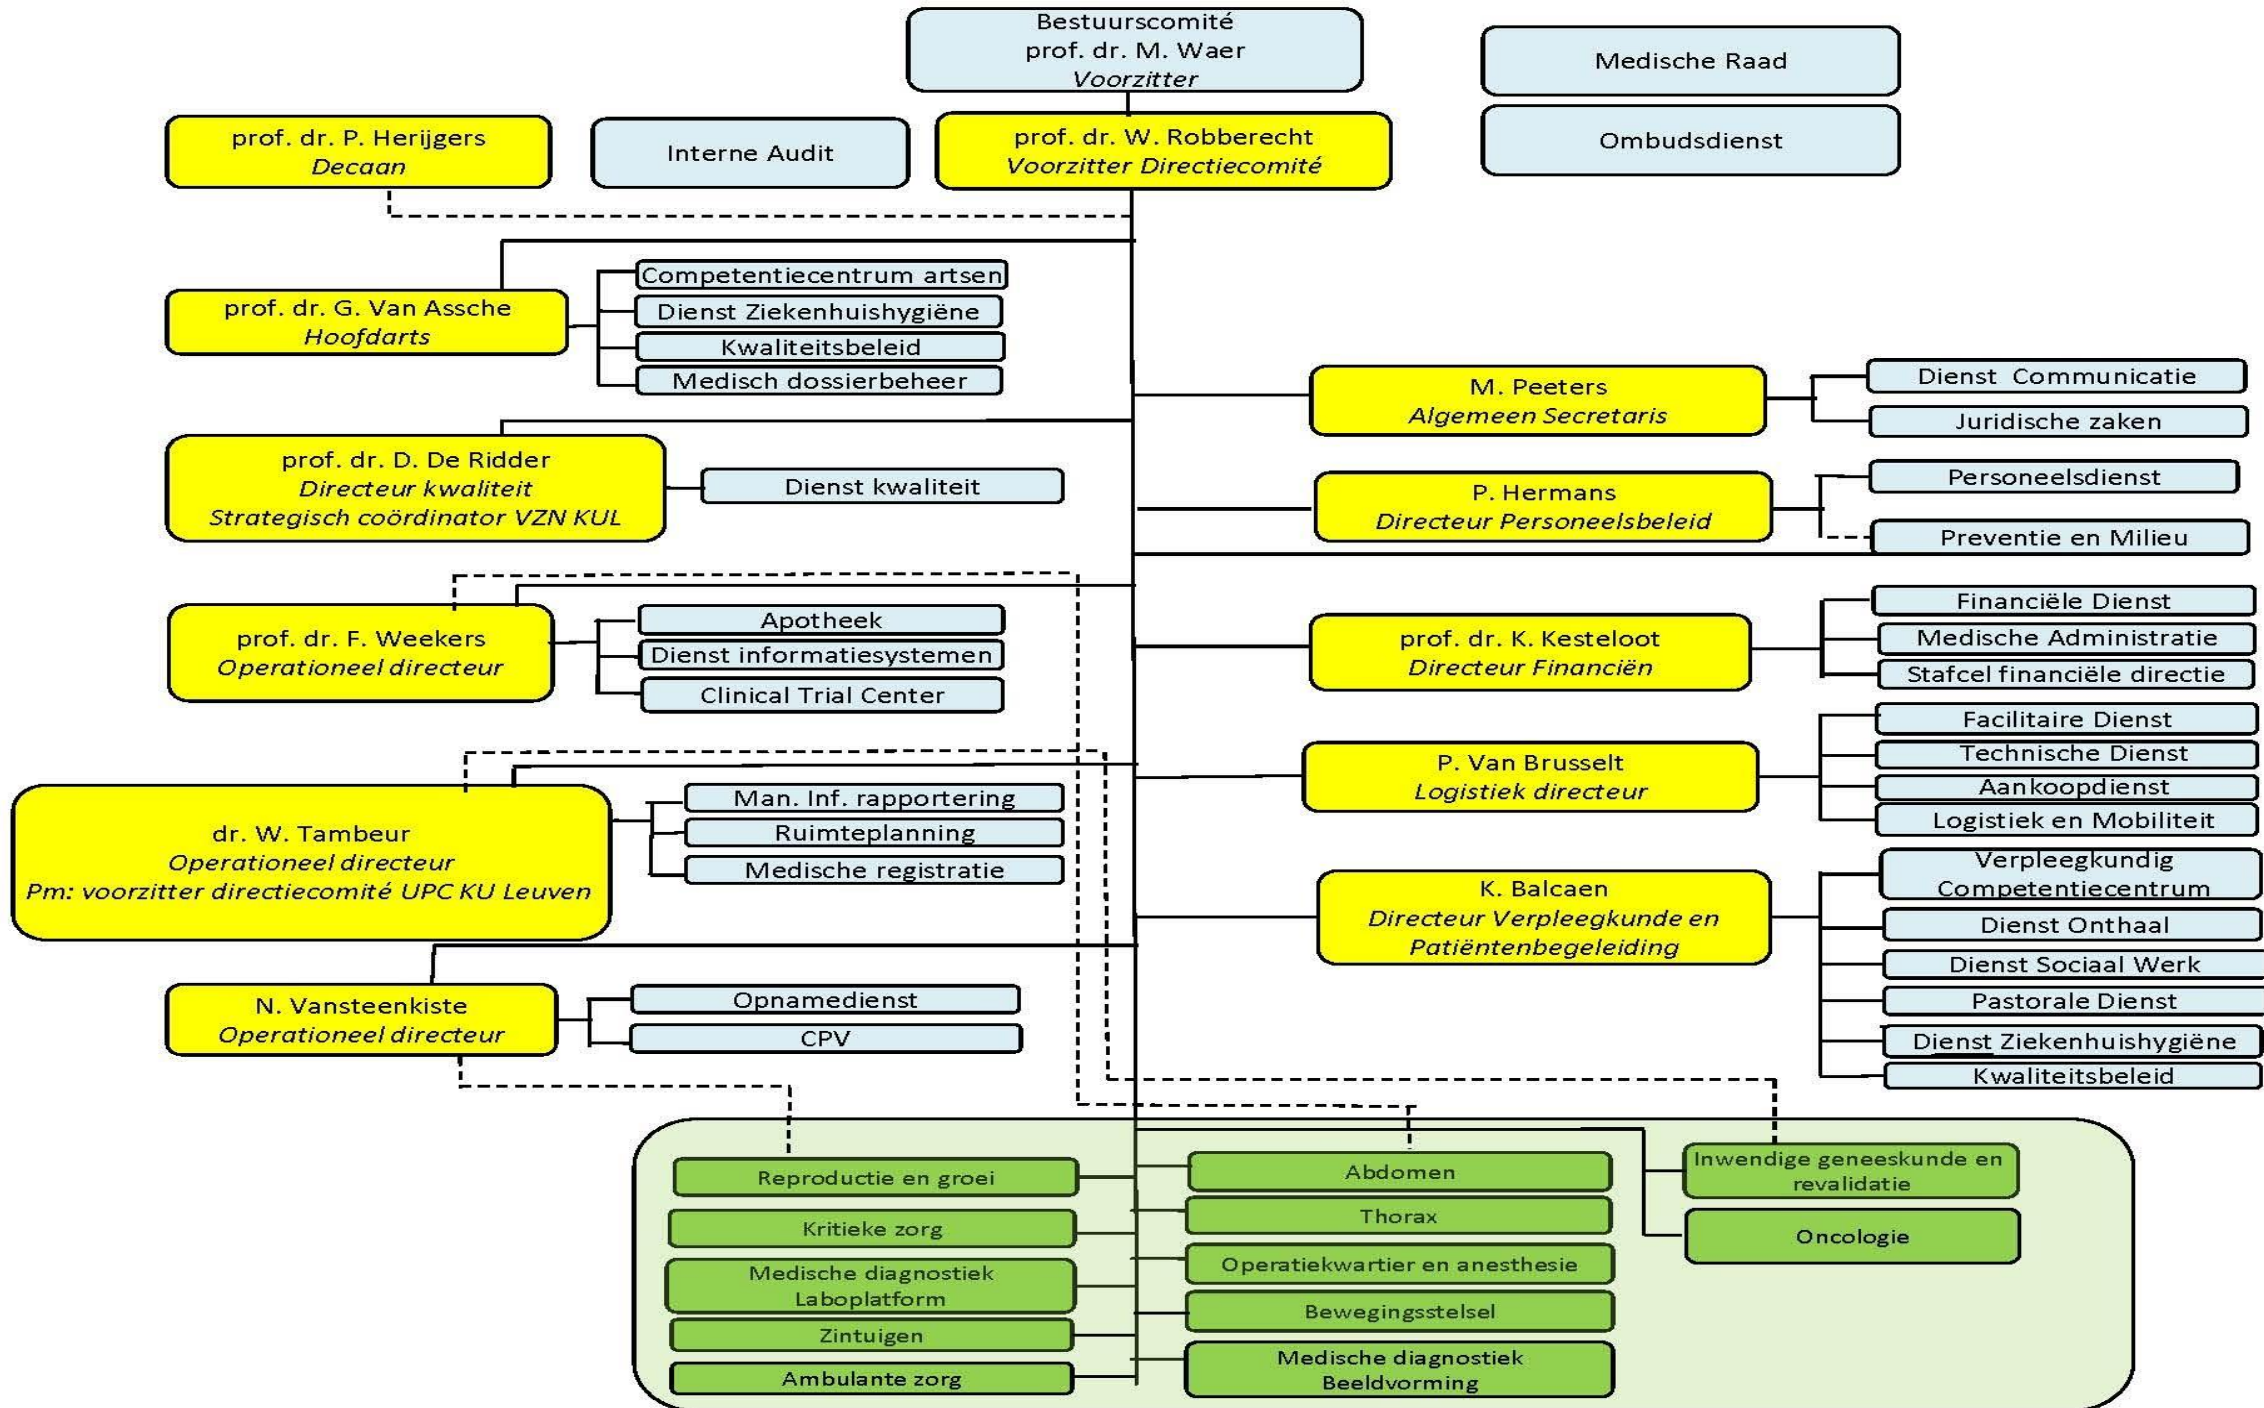 Bestuurscomité
prof. dr. M. Waer
Voorzitter
Medische Raad
prof. dr. P. Herijgers
Decaan
Interne Audit
prof. dr. W. Robberecht
Voorzitter Directiecomité
Ombudsdienst
prof. dr. G. Van Assche
Hoofdarts
Competentiecentrum artsen
Dienst Ziekenhuishygiëne
Kwaliteitsbeleid
Medisch dossierbeheer
M. Peeters
Algemeen Secretaris
Dienst Communicatie
Juridische zaken
prof. dr. D. De Ridder
Directeur kwaliteit
Strategisch coördinator VZN KUL
Dienst kwaliteit
P. Hermans
Directeur Personeelsbeleid
Personeelsdienst
Preventie en Milieu
prof. dr. F. Weekers
Operationeel directeur
Apotheek
Dienst informatiesystemen
Clinical Trial Center
prof. dr. K. Kesteloot
Directeur Financiën
Financiële Dienst
Medische Administratie
Stafcel financiële directie
dr. W. Tambeur
Operationeel directeur
Pm: voorzitter directiecomité UPC KU Leuven
Man. Inf. rapportering
Ruimteplanning
Medische registratie
P. Van Brusselt
Logistiek directeur
Facilitaire Dienst
Technische Dienst
Aankoopdienst
Logistiek en Mobiliteit
K. Balcaen
Directeur Verpleegkunde en
Patiëntenbegeleiding
Verpleegkundig
Competentiecentrum
Dienst Onthaal
Dienst Sociaal Werk
Pastorale Dienst
Dienst Ziekenhuishygiëne
Kwaliteitsbeleid
N. Vansteenkiste
Operationeel directeur
Opnamedienst
CPV
Reproductie en groei
Kritieke zorg
Medische diagnostiek
Laboplatform
Zintuigen
Ambulante zorg
Abdomen
Thorax
Operatiekwartier en anesthesie
Bewegingsstelsel
Medische diagnostiek
Beeldvorming
Inwendige geneeskunde en
revalidatie
Oncologie